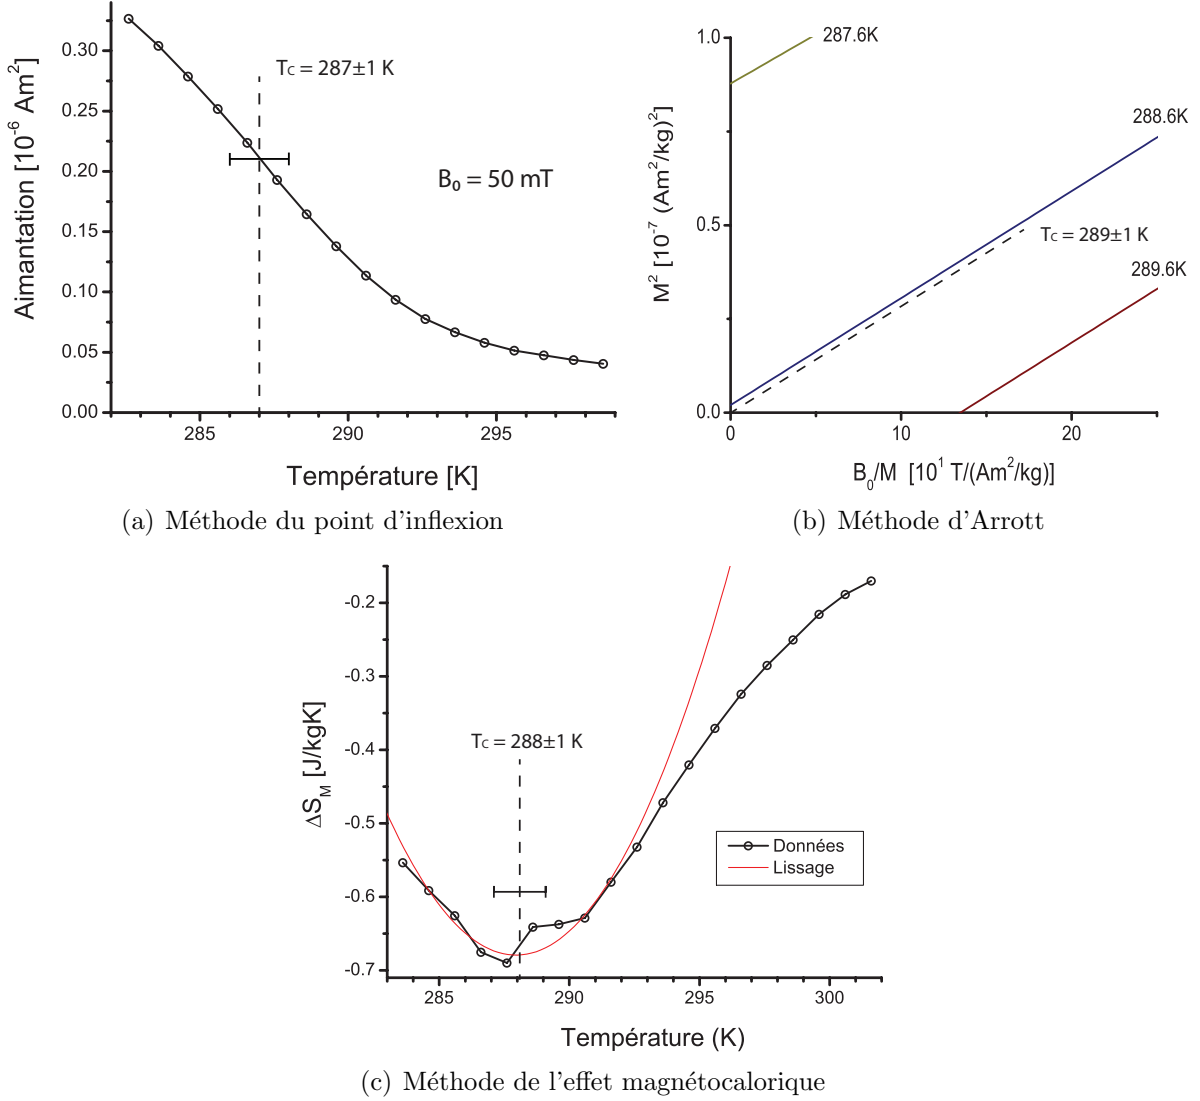 0.30
0.25
0.20
0.15
0.10
0.05
0.00
Aimantation [10⁻⁶ Am²]
T_C = 287±1 K
B₀ = 50 mT
285
290
295
Température [K]
(a) Méthode du point d'inflexion
1.0
0.5
0.0
M² [10⁻⁷ (Am²/kg)²]
287.6K
288.6K
T_C = 289±1 K
289.6K
0
10
20
B₀/M [10¹ T/(Am²/kg)]
(b) Méthode d'Arrott
-0.2
-0.3
-0.4
-0.5
-0.6
-0.7
ΔS_M [J/kgK]
T_C = 288±1 K
Données
Lissage
285
290
295
300
Température (K)
(c) Méthode de l'effet magnétocalorique